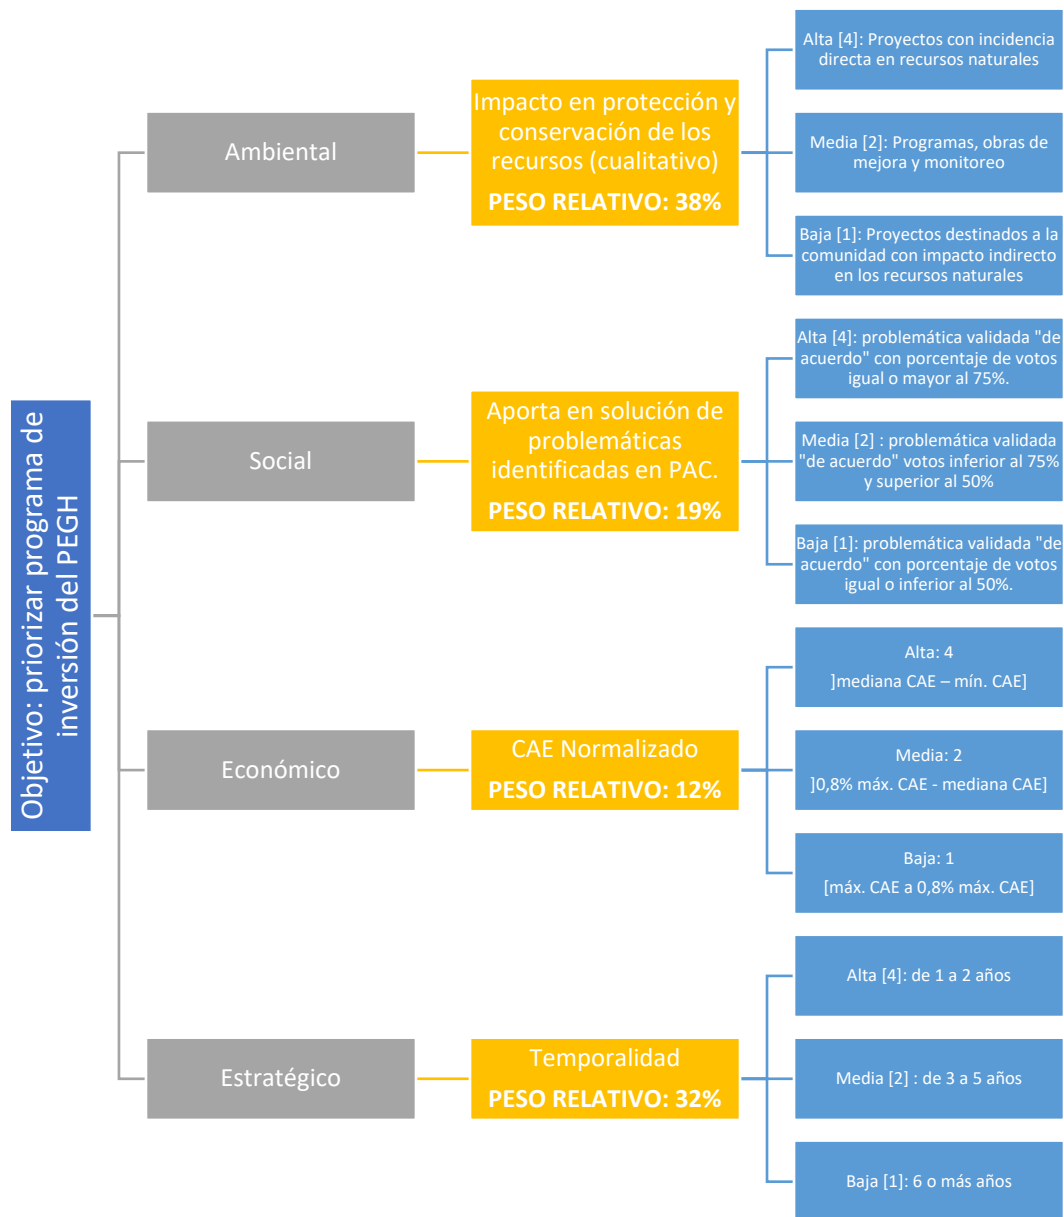 Objetivo: priorizar programa de
inversión del PEGH
Ambiental
Impacto en protección y
conservación de los
recursos (cualitativo)
PESO RELATIVO: 38%
Alta [4]: Proyectos con incidencia
directa en recursos naturales
Media [2]: Programas, obras de
mejora y monitoreo
Baja [1]: Proyectos destinados a la
comunidad con impacto indirecto
en los recursos naturales
Social
Aporta en solución de
problemáticas
identificadas en PAC.
PESO RELATIVO: 19%
Alta [4]: problemática validada "de
acuerdo" con porcentaje de votos
igual o mayor al 75%.
Media [2] : problemática validada
"de acuerdo" votos inferior al 75%
y superior al 50%
Baja [1]: problemática validada "de
acuerdo" con porcentaje de votos
igual o inferior al 50%.
Económico
CAE Normalizado
PESO RELATIVO: 12%
Alta: 4
]mediana CAE – mín. CAE]
Media: 2
]0,8% máx. CAE - mediana CAE]
Baja: 1
[máx. CAE a 0,8% máx. CAE]
Estratégico
Temporalidad
PESO RELATIVO: 32%
Alta [4]: de 1 a 2 años
Media [2] : de 3 a 5 años
Baja [1]: 6 o más años